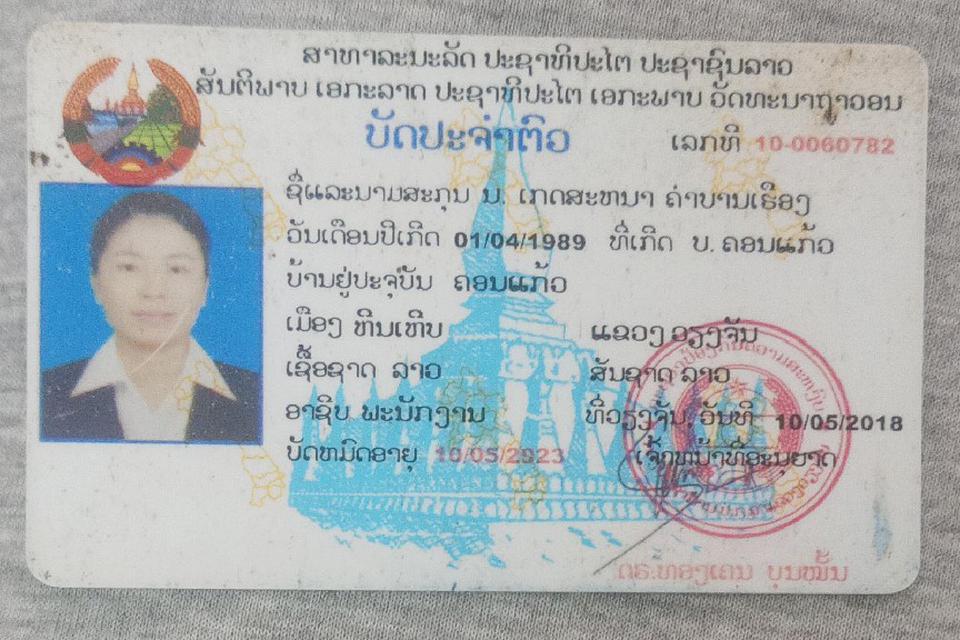 ສາທາລະນະລັດ ປະຊາທິປະໄຕ ປະຊາຊົນລາວ
ສັນຕິພາບ ເອກະລາດ ປະຊາທິປະໄຕ ເອກະພາບ ວັດທະນາຖາວອນ
ບັດປະຈຳຕົວ ເລກທີ 10-0060782
ຊື່ແລະນາມສະກຸນ ນ. ເກດສະຫນາ ຄຳບານເຮືອງ
ວັນເດືອນປີເກີດ 01/04/1989 ທີ່ເກີດ ບ. ຄອນແກ້ວ
ບ້ານຢູ່ປະຈຸບັນ ຄອນແກ້ວ
ເມືອງ ຫີນເຫີບ ແຂວງ ວຽງຈັນ
ເຊື້ອຊາດ ລາວ ສັນຊາດ ລາວ
ອາຊີບ ພະນັກງານ ທີ່ວຽງຈັນ, ວັນທີ 10/05/2018
ບັດຫມົດອາຍຸ 10/05/2023 ເຈົ້າຫນ້າທີ່ອະນຸຍາດ
ດຣ.ທອງເດນ ບຸນໝັ້ນ